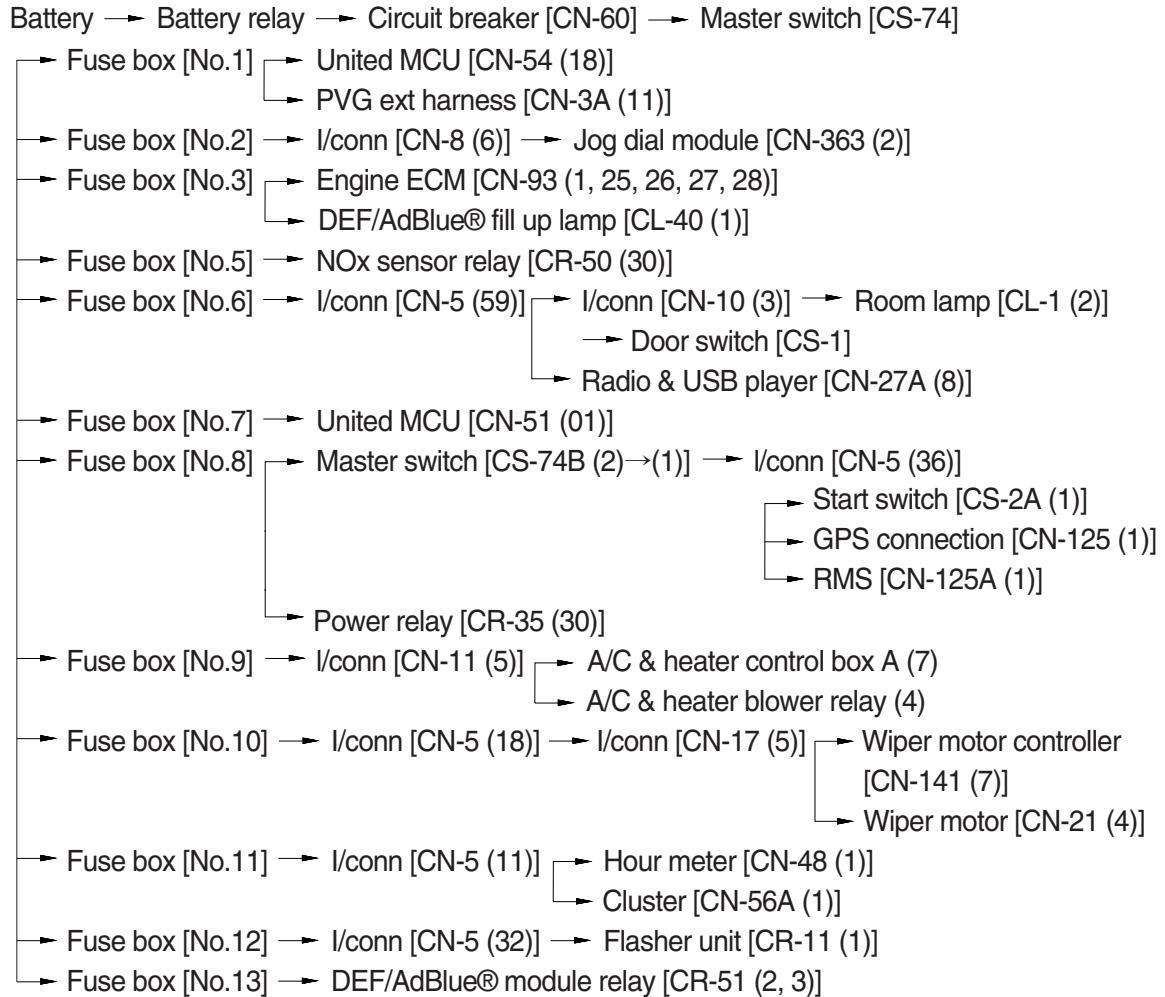 Battery → Battery relay → Circuit breaker [CN-60] → Master switch [CS-74]
→ Fuse box [No.1] → United MCU [CN-54 (18)]
→ PVG ext harness [CN-3A (11)]
→ Fuse box [No.2] → I/conn [CN-8 (6)] → Jog dial module [CN-363 (2)]
→ Fuse box [No.3] → Engine ECM [CN-93 (1, 25, 26, 27, 28)]
→ DEF/AdBlue® fill up lamp [CL-40 (1)]
→ Fuse box [No.5] → NOx sensor relay [CR-50 (30)]
→ Fuse box [No.6] → I/conn [CN-5 (59)] → I/conn [CN-10 (3)] → Room lamp [CL-1 (2)]
→ Door switch [CS-1]
→ Radio & USB player [CN-27A (8)]
→ Fuse box [No.7] → United MCU [CN-51 (01)]
→ Fuse box [No.8] → Master switch [CS-74B (2)→(1)] → I/conn [CN-5 (36)]
→ Start switch [CS-2A (1)]
→ GPS connection [CN-125 (1)]
→ RMS [CN-125A (1)]
→ Power relay [CR-35 (30)]
→ Fuse box [No.9] → I/conn [CN-11 (5)] → A/C & heater control box A (7)
→ A/C & heater blower relay (4)
→ Fuse box [No.10] → I/conn [CN-5 (18)] → I/conn [CN-17 (5)] → Wiper motor controller
[CN-141 (7)]
→ Wiper motor [CN-21 (4)]
→ Fuse box [No.11] → I/conn [CN-5 (11)] → Hour meter [CN-48 (1)]
→ Cluster [CN-56A (1)]
→ Fuse box [No.12] → I/conn [CN-5 (32)] → Flasher unit [CR-11 (1)]
→ Fuse box [No.13] → DEF/AdBlue® module relay [CR-51 (2, 3)]